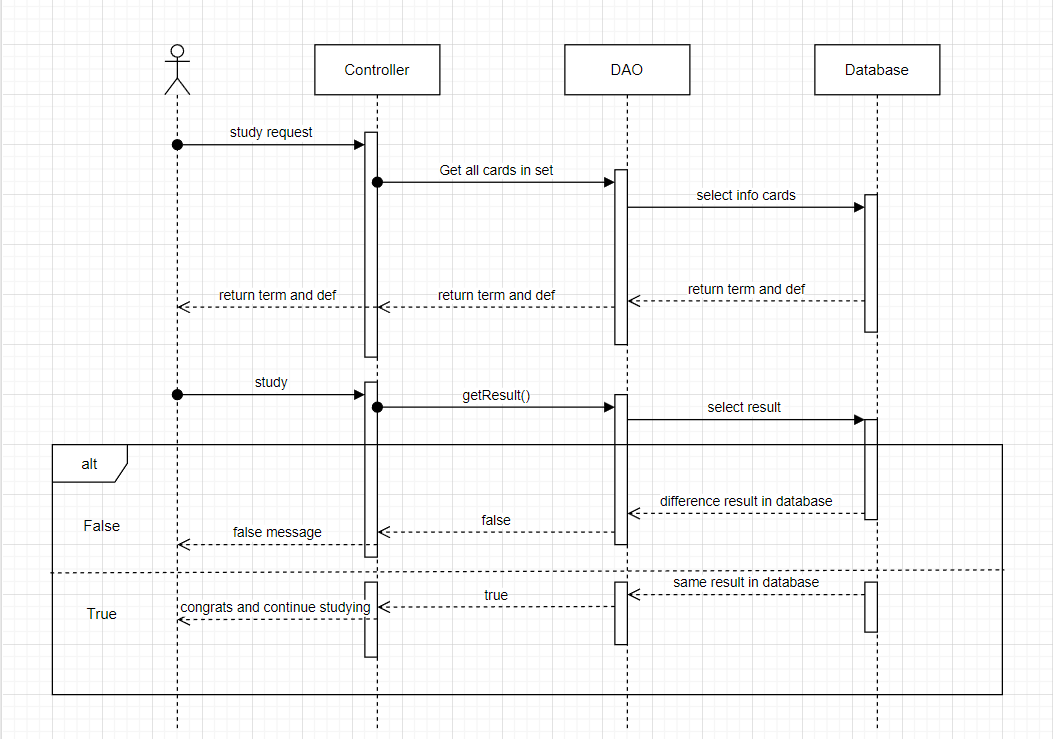 Controller
DAO
Database
study request
Get all cards in set
select info cards
return term and def
return term and def
return term and def
study
getResult()
select result
alt
difference result in database
False
false
false message
same result in database
True
true
congrats and continue studying